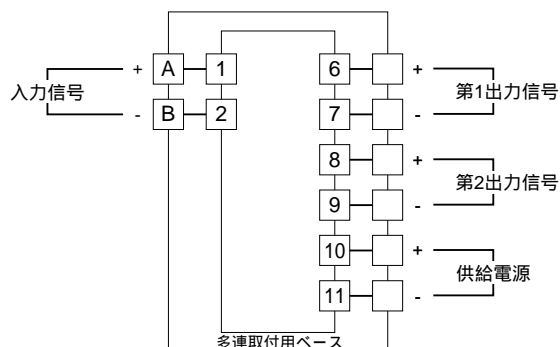 + A 1 6 +
入力信号 第1出力信号
- B 2 7 -
8 +
第2出力信号
9 -
10 +
供給電源
11 -
多連取付用ベース